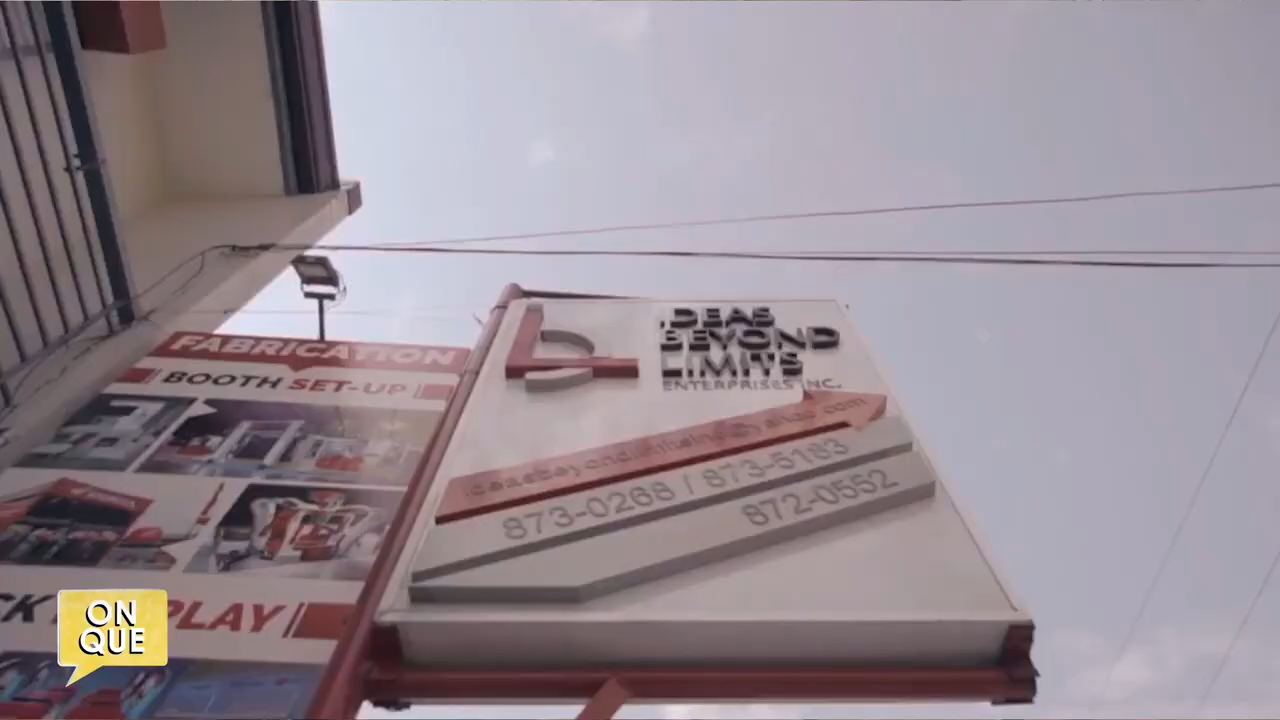 FABRICATION
BOOTH SET-UP
PLAY
IDEAS
BEYOND
LIMITS
ENTERPRISES INC.
873-0268 / 873-5183
872-0552
ON
QUE